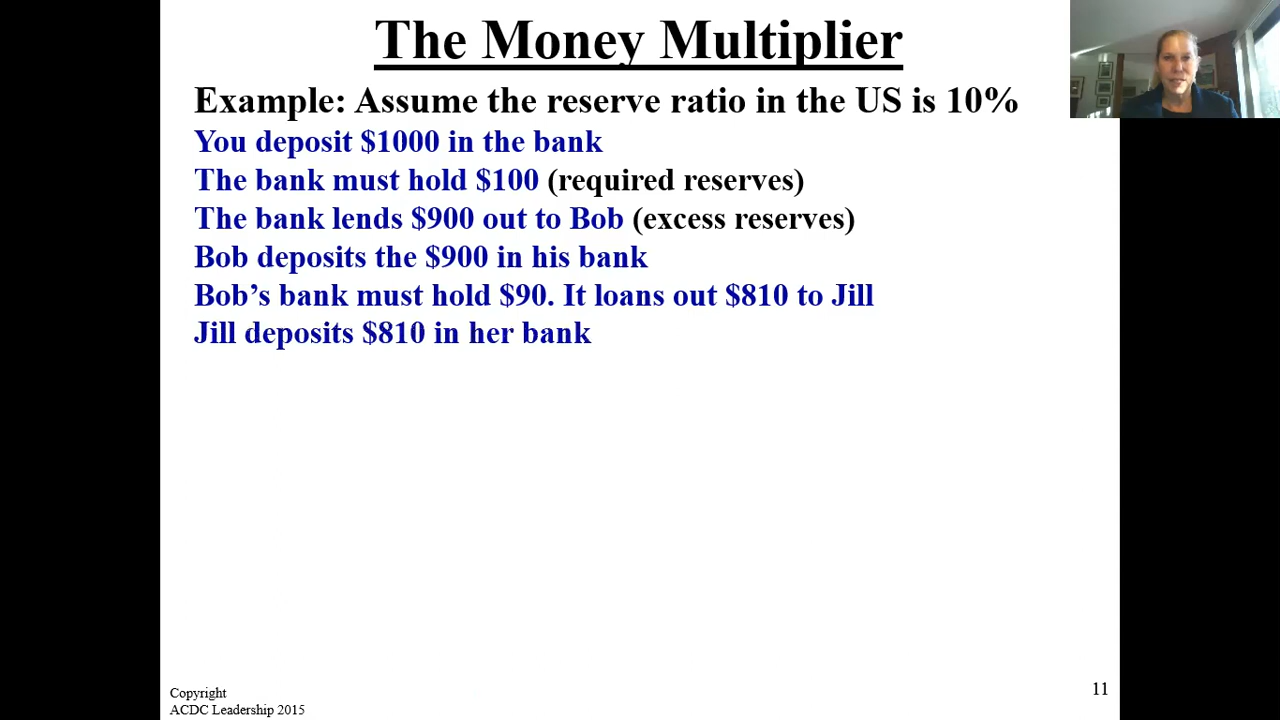 The Money Multiplier
Example: Assume the reserve ratio in the US is 10%
You deposit $1000 in the bank
The bank must hold $100 (required reserves)
The bank lends $900 out to Bob (excess reserves)
Bob deposits the $900 in his bank
Bob’s bank must hold $90. It loans out $810 to Jill
Jill deposits $810 in her bank
Copyright
ACDC Leadership 2015
11